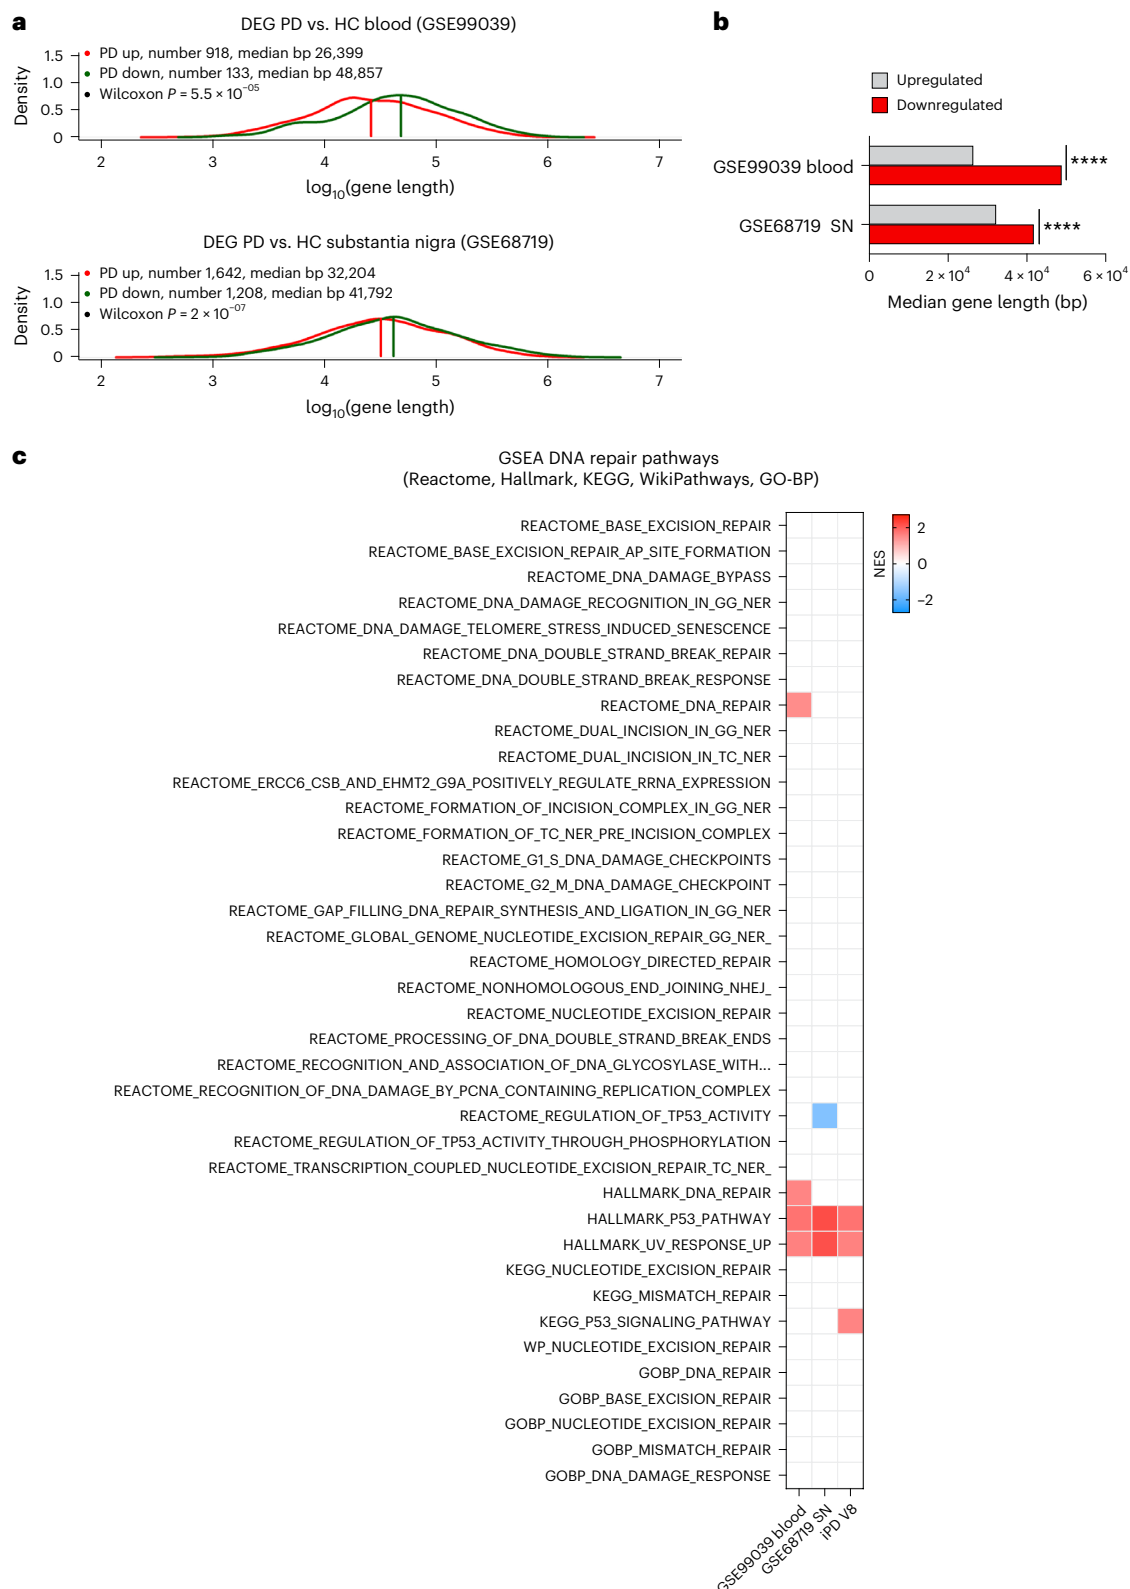 a
DEG PD vs. HC blood (GSE99039)
PD up, number 918, median bp 26,399
PD down, number 133, median bp 48,857
Wilcoxon P = 5.5 × 10⁻⁰⁵
Density
1.5
1.0
0.5
0
2 3 4 5 6 7
log₁₀(gene length)
DEG PD vs. HC substantia nigra (GSE68719)
PD up, number 1,642, median bp 32,204
PD down, number 1,208, median bp 41,792
Wilcoxon P = 2 × 10⁻⁰⁷
Density
1.5
1.0
0.5
0
2 3 4 5 6 7
log₁₀(gene length)
b
Upregulated
Downregulated
GSE99039 blood
****
GSE68719 SN
****
0 2 × 10⁴ 4 × 10⁴ 6 × 10⁴
Median gene length (bp)
c
GSEA DNA repair pathways
(Reactome, Hallmark, KEGG, WikiPathways, GO-BP)
REACTOME_BASE_EXCISION_REPAIR
REACTOME_BASE_EXCISION_REPAIR_AP_SITE_FORMATION
REACTOME_DNA_DAMAGE_BYPASS
REACTOME_DNA_DAMAGE_RECOGNITION_IN_GG_NER
REACTOME_DNA_DAMAGE_TELOMERE_STRESS_INDUCED_SENESCENCE
REACTOME_DNA_DOUBLE_STRAND_BREAK_REPAIR
REACTOME_DNA_DOUBLE_STRAND_BREAK_RESPONSE
REACTOME_DNA_REPAIR
REACTOME_DUAL_INCISION_IN_GG_NER
REACTOME_DUAL_INCISION_IN_TC_NER
REACTOME_ERCC6_CSB_AND_EHMT2_G9A_POSITIVELY_REGULATE_RRNA_EXPRESSION
REACTOME_FORMATION_OF_INCISION_COMPLEX_IN_GG_NER
REACTOME_FORMATION_OF_TC_NER_PRE_INCISION_COMPLEX
REACTOME_G1_S_DNA_DAMAGE_CHECKPOINTS
REACTOME_G2_M_DNA_DAMAGE_CHECKPOINT
REACTOME_GAP_FILLING_DNA_REPAIR_SYNTHESIS_AND_LIGATION_IN_GG_NER
REACTOME_GLOBAL_GENOME_NUCLEOTIDE_EXCISION_REPAIR_GG_NER_
REACTOME_HOMOLOGY_DIRECTED_REPAIR
REACTOME_NONHOMOLOGOUS_END_JOINING_NHEJ_
REACTOME_NUCLEOTIDE_EXCISION_REPAIR
REACTOME_PROCESSING_OF_DNA_DOUBLE_STRAND_BREAK_ENDS
REACTOME_RECOGNITION_AND_ASSOCIATION_OF_DNA_GLYCOSYLASE_WITH...
REACTOME_RECOGNITION_OF_DNA_DAMAGE_BY_PCNA_CONTAINING_REPLICATION_COMPLEX
REACTOME_REGULATION_OF_TP53_ACTIVITY
REACTOME_REGULATION_OF_TP53_ACTIVITY_THROUGH_PHOSPHORYLATION
REACTOME_TRANSCRIPTION_COUPLED_NUCLEOTIDE_EXCISION_REPAIR_TC_NER_
HALLMARK_DNA_REPAIR
HALLMARK_P53_PATHWAY
HALLMARK_UV_RESPONSE_UP
KEGG_NUCLEOTIDE_EXCISION_REPAIR
KEGG_MISMATCH_REPAIR
KEGG_P53_SIGNALING_PATHWAY
WP_NUCLEOTIDE_EXCISION_REPAIR
GOBP_DNA_REPAIR
GOBP_BASE_EXCISION_REPAIR
GOBP_NUCLEOTIDE_EXCISION_REPAIR
GOBP_MISMATCH_REPAIR
GOBP_DNA_DAMAGE_RESPONSE
GSE99039 blood
GSE68719 SN
iPD V8
NES
2
0
−2